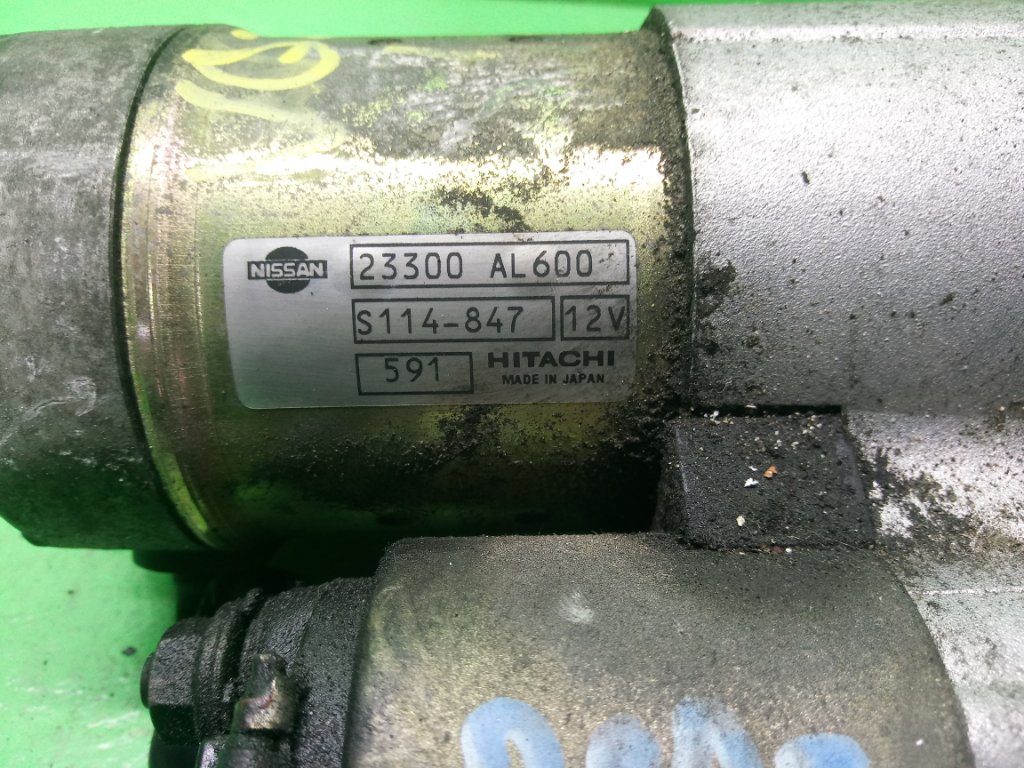 NISSAN 23300 AL600
S114-847 12V
591 HITACHI
MADE IN JAPAN